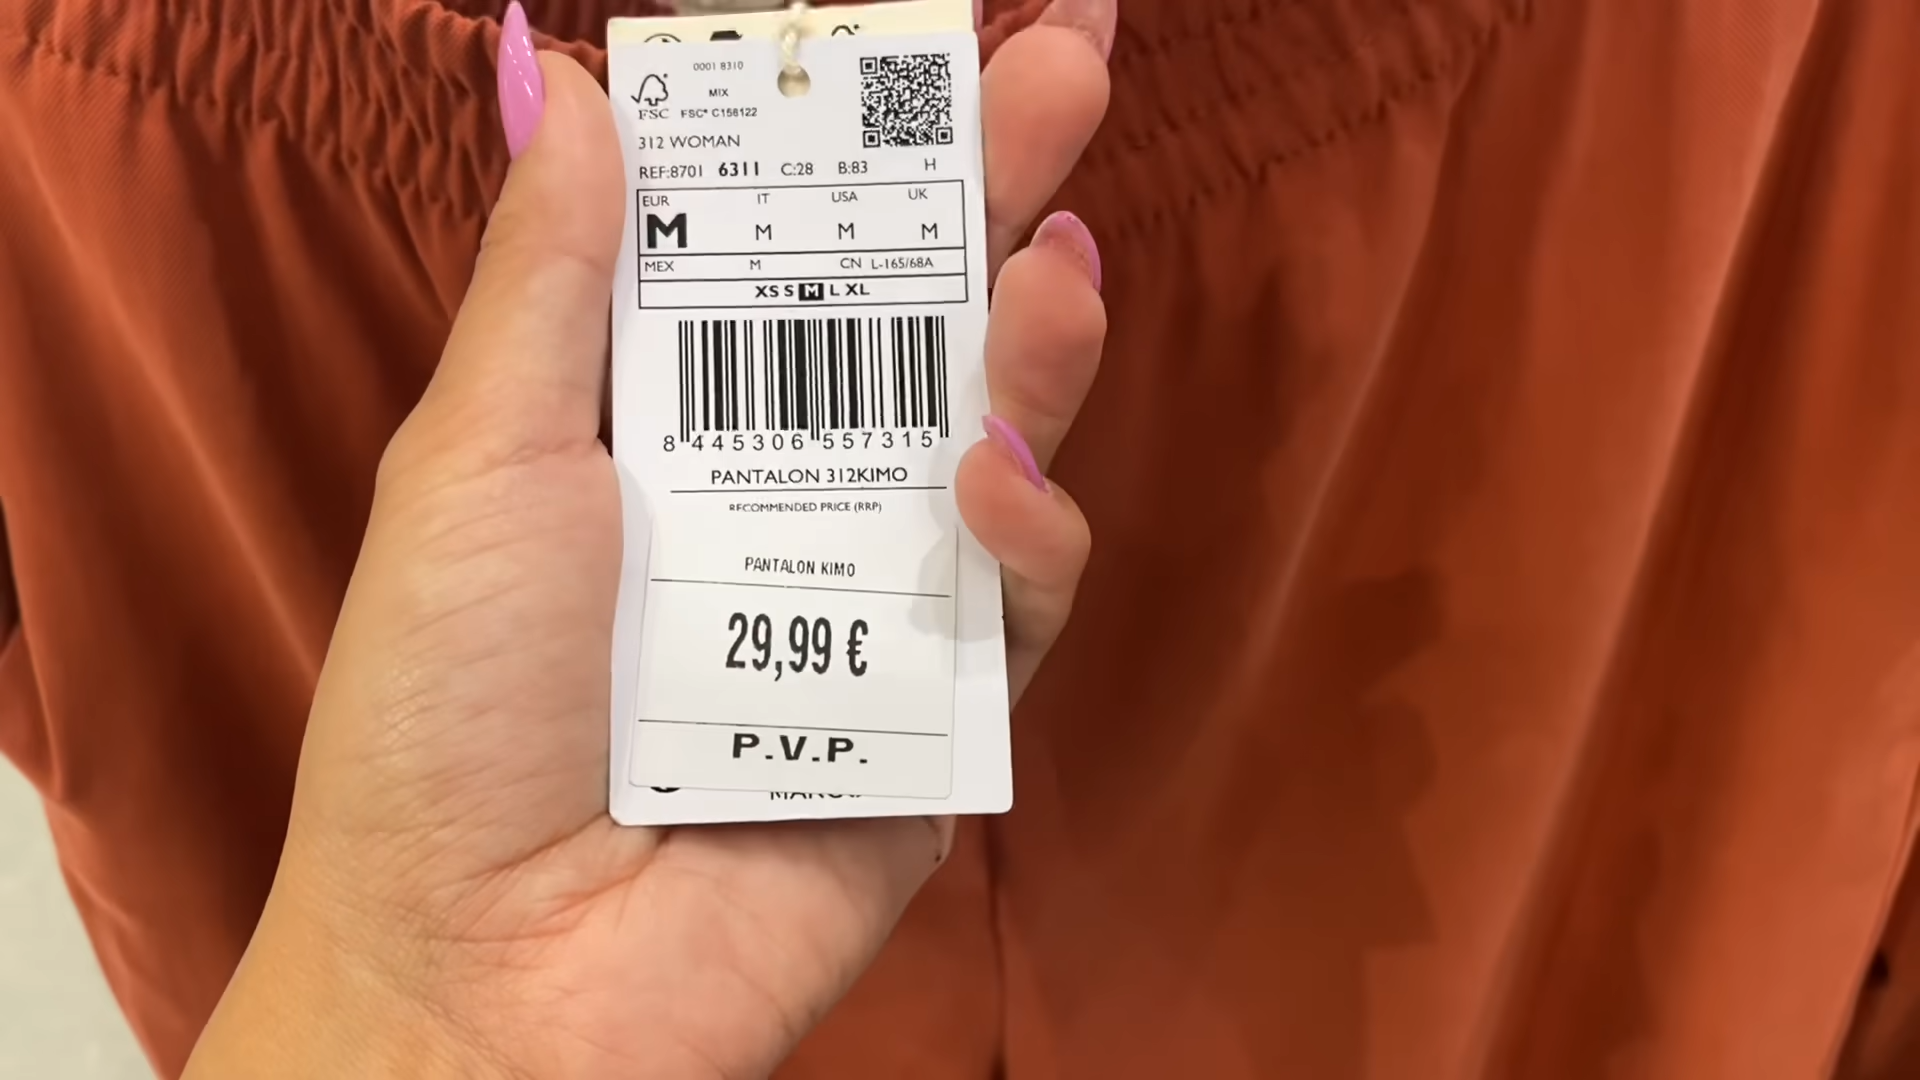 0001 8310
MIX
FSC FSC® C158122
312 WOMAN
REF:8701 6311 C:28 B:83 H
EUR IT USA UK
M M M M
MEX M CN L-165/68A
XS S M L XL
8 445306 557315
PANTALON 312KIMO
RECOMMENDED PRICE (RRP)
PANTALON KIMO
29,99 €
P.V.P.